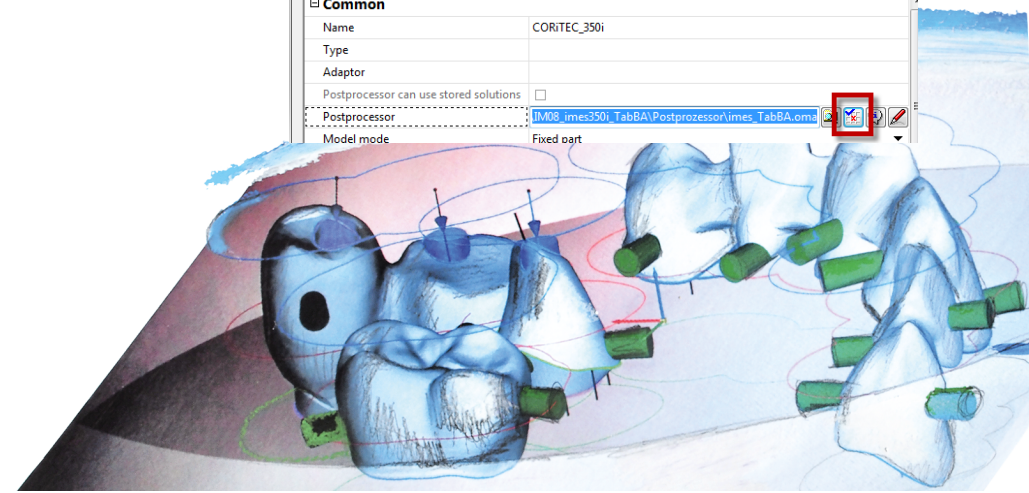 Common
Name CORiTEC_350i
Type
Adaptor
Postprocessor can use stored solutions
Postprocessor \IM08_imes350i_TabBA\Postprozessor\imes_TabBA.oma
Model mode Fixed part